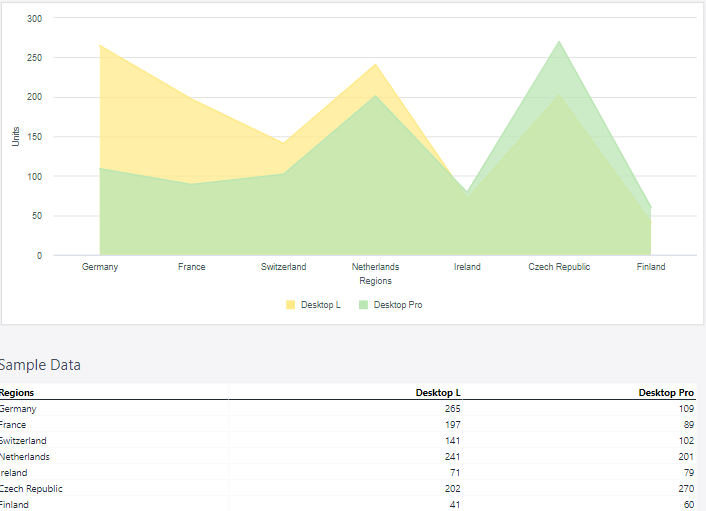 300
250
200
150
100
50
0
Units
Germany France Switzerland Netherlands Ireland Czech Republic Finland
Regions
Desktop L Desktop Pro
Sample Data
Regions Desktop L Desktop Pro
Germany 265 109
France 197 89
Switzerland 141 102
Netherlands 241 201
Ireland 71 79
Czech Republic 202 270
Finland 41 60